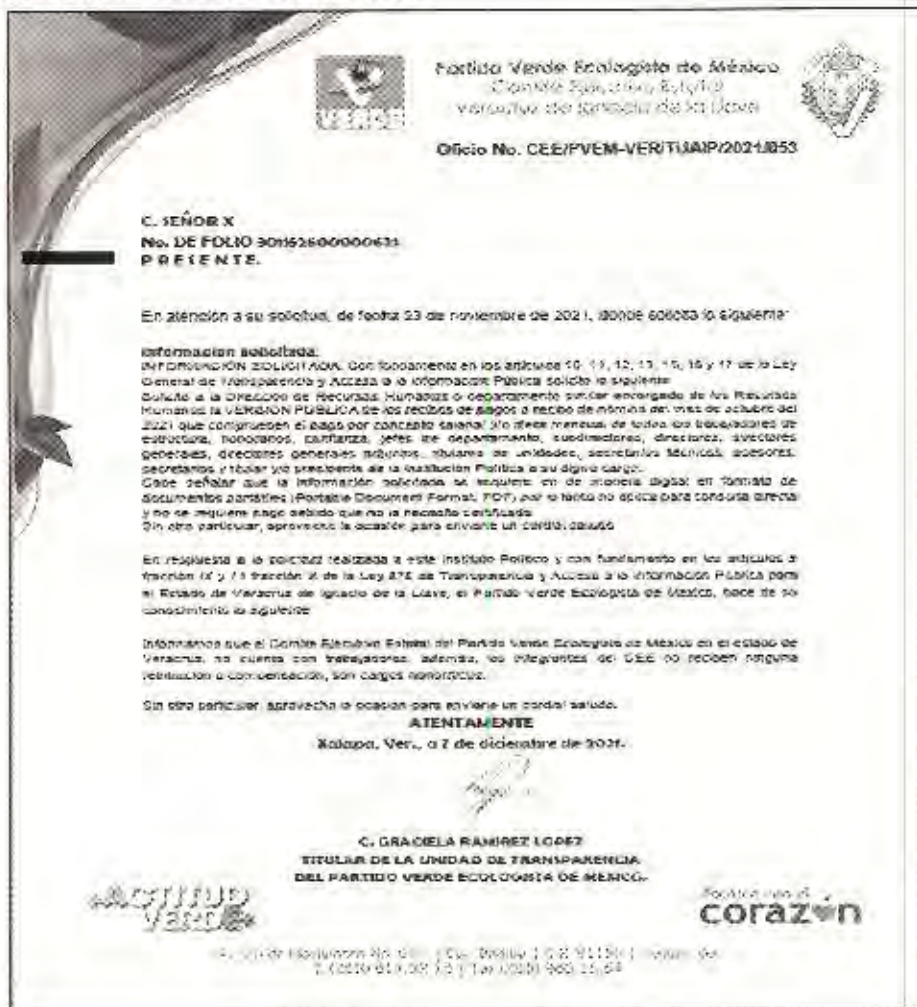 VERDE
Partido Verde Ecologista de México
Comité Ejecutivo Estatal
Veracruz de Ignacio de la Llave
Oficio No. CEE/PVEM-VER/TUAIP/2021/053
C. SEÑOR X
No. DE FOLIO
P R E S E N T E.
En atención a su solicitud, de fecha 23 de noviembre de 2021, donde solicita lo siguiente:
Información solicitada:
INFORMACIÓN SOLICITADA: Con fundamento en los artículos 10, 11, 12, 13, 15, 16 y 17 de la Ley
General de Transparencia y Acceso a la Información Pública solicito lo siguiente
Solicito a la Dirección de Recursos Humanos o departamento similar encargado de los Recursos
Humanos la VERSIÓN PÚBLICA de los recibos de pagos o recibo de nómina del mes de octubre del
2021 que comprueben el pago por concepto salarial y/o dieta mensual de todos los trabajadores de
estructura, honorarios, confianza, jefes de departamento, subdirectores, directores, directores
generales, directores generales adjuntos, titulares de unidades, secretarios técnicos, asesores,
secretarios y titular y/o presidente de la Institución Política a su digno cargo.
Cabe señalar que la información solicitada se requiere en de manera digital en formato de
documentos portátiles (Portable Document Format, PDF) por lo tanto no aplica para consulta directa
y no se requiere pago debido que no la necesito certificada
Sin otro particular, aprovecho la ocasión para enviarle un cordial saludo
En respuesta a la solicitud realizada a este Instituto Político y con fundamento en los artículos
fracción y fracción de la Ley 875 de Transparencia y Acceso a la Información Pública para
el Estado de Veracruz de Ignacio de la Llave, el Partido Verde Ecologista de México, hace de su
conocimiento lo siguiente
Informamos que el Comité Ejecutivo Estatal del Partido Verde Ecologista de México en el estado de
Veracruz, no cuenta con trabajadores, además, los integrantes del CEE no reciben ninguna
retribución o compensación, son cargos honoríficos.
Sin otro particular, aprovecho la ocasión para enviarle un cordial saludo.
ATENTAMENTE
Xalapa, Ver., a 7 de diciembre de 2021.
C. GRACIELA RAMIREZ LOPEZ
TITULAR DE LA UNIDAD DE TRANSPARENCIA
DEL PARTIDO VERDE ECOLOGISTA DE MEXICO.
ACTITUD
VERDE
corazón